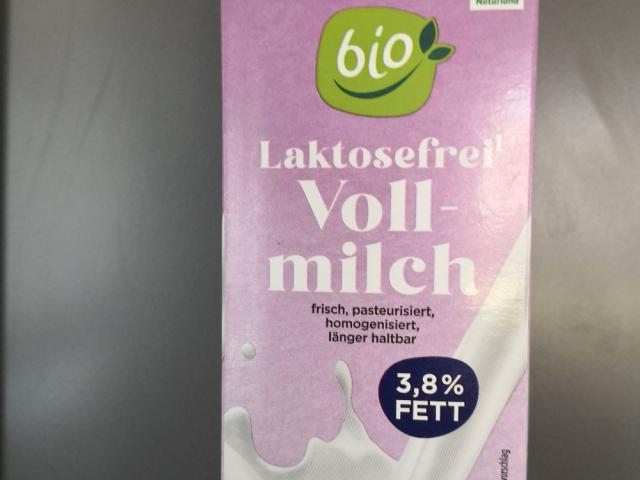 Naturland
bio
Laktosefrei¹
Voll-
milch
frisch, pasteurisiert,
homogenisiert,
länger haltbar
3,8%
FETT